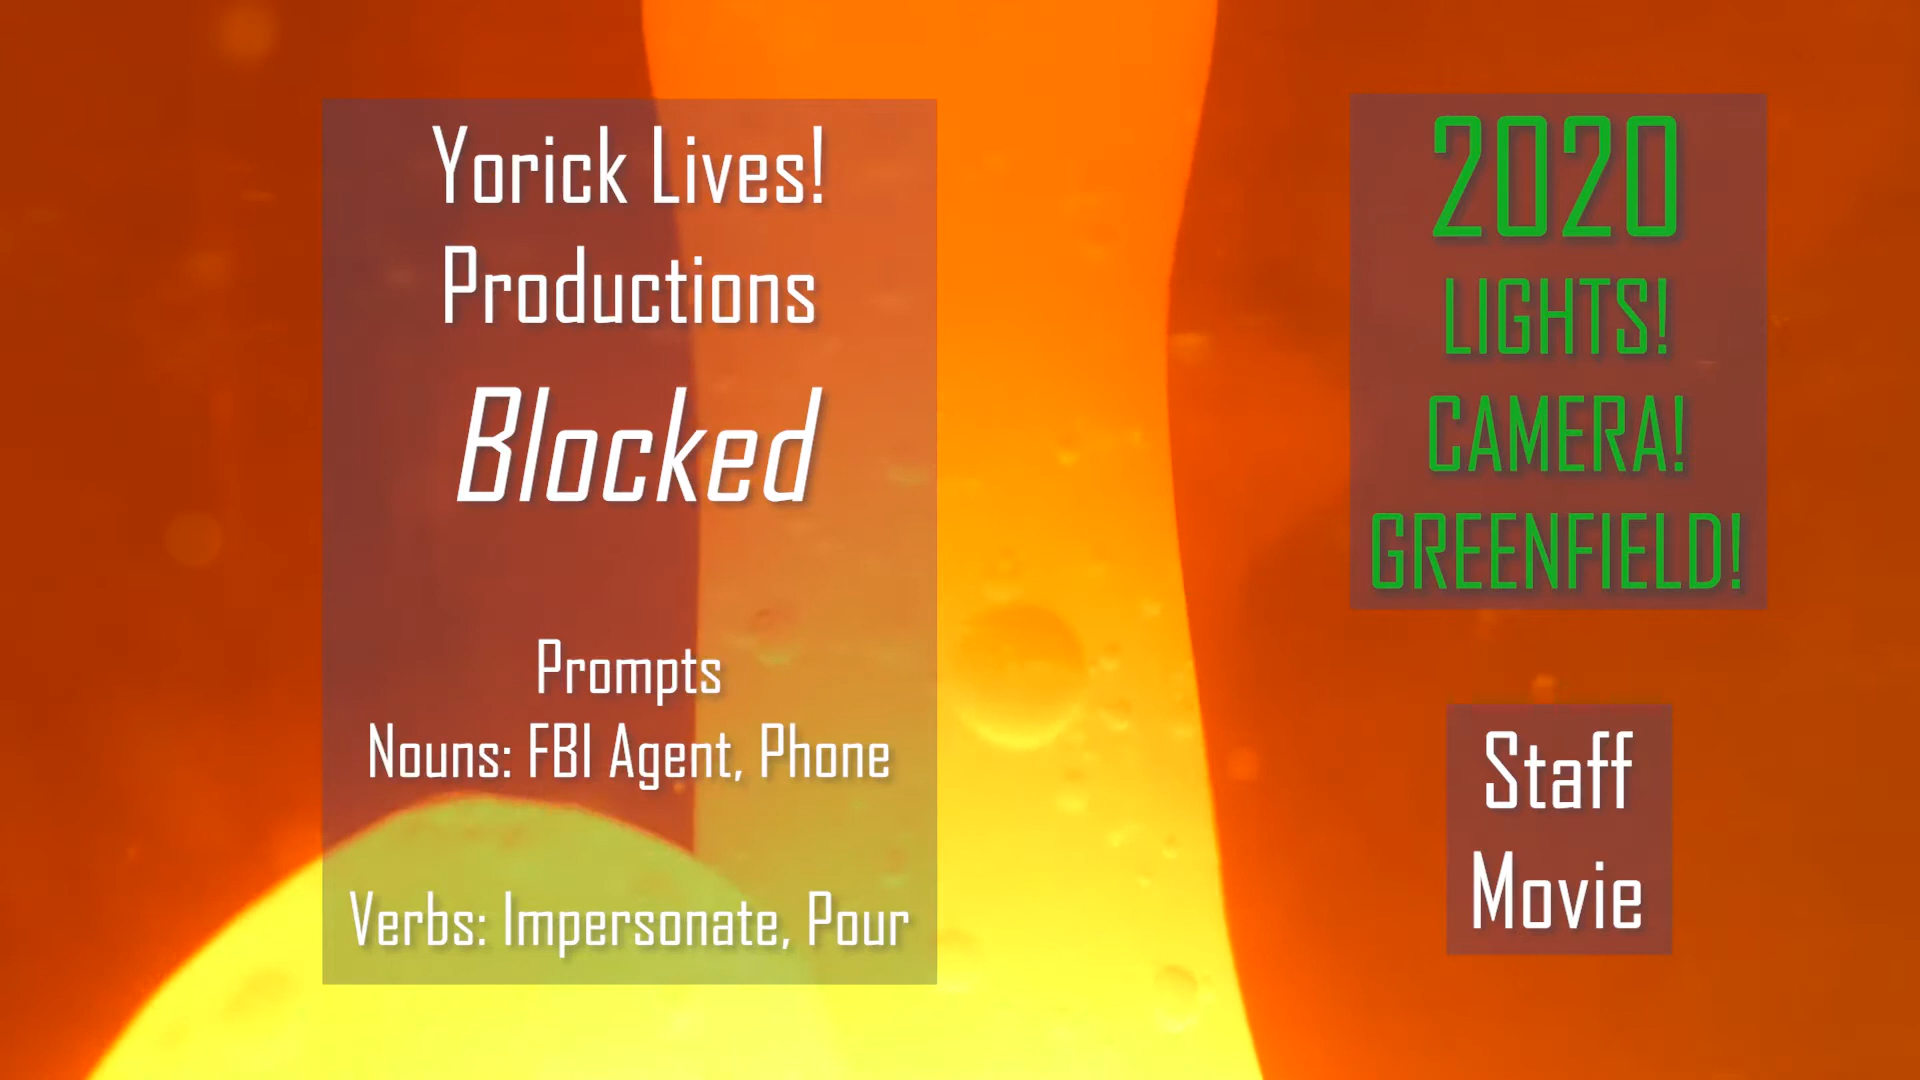 Yorick Lives!
Productions
Blocked
Prompts
Nouns: FBI Agent, Phone
Verbs: Impersonate, Pour
2020
LIGHTS!
CAMERA!
GREENFIELD!
Staff
Movie